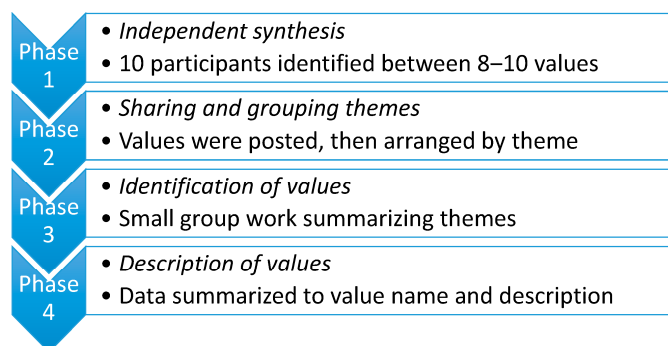 Phase
1
• Independent synthesis
• 10 participants identified between 8–10 values
Phase
2
• Sharing and grouping themes
• Values were posted, then arranged by theme
Phase
3
• Identification of values
• Small group work summarizing themes
Phase
4
• Description of values
• Data summarized to value name and description